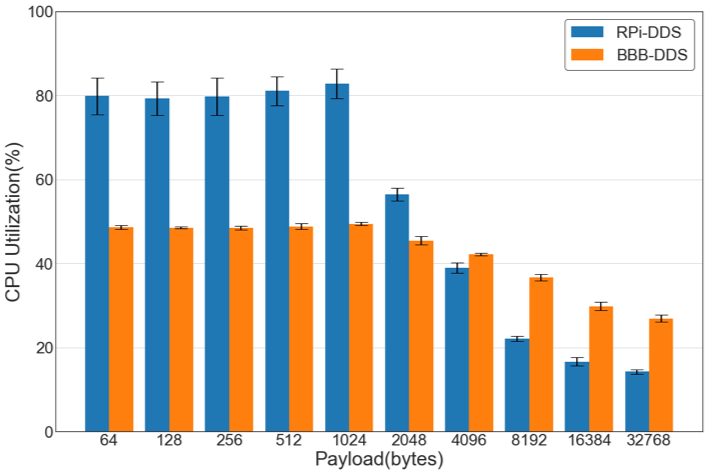 100
80
60
40
20
0
CPU Utilization(%)
RPi-DDS
BBB-DDS
64 128 256 512 1024 2048 4096 8192 16384 32768
Payload(bytes)